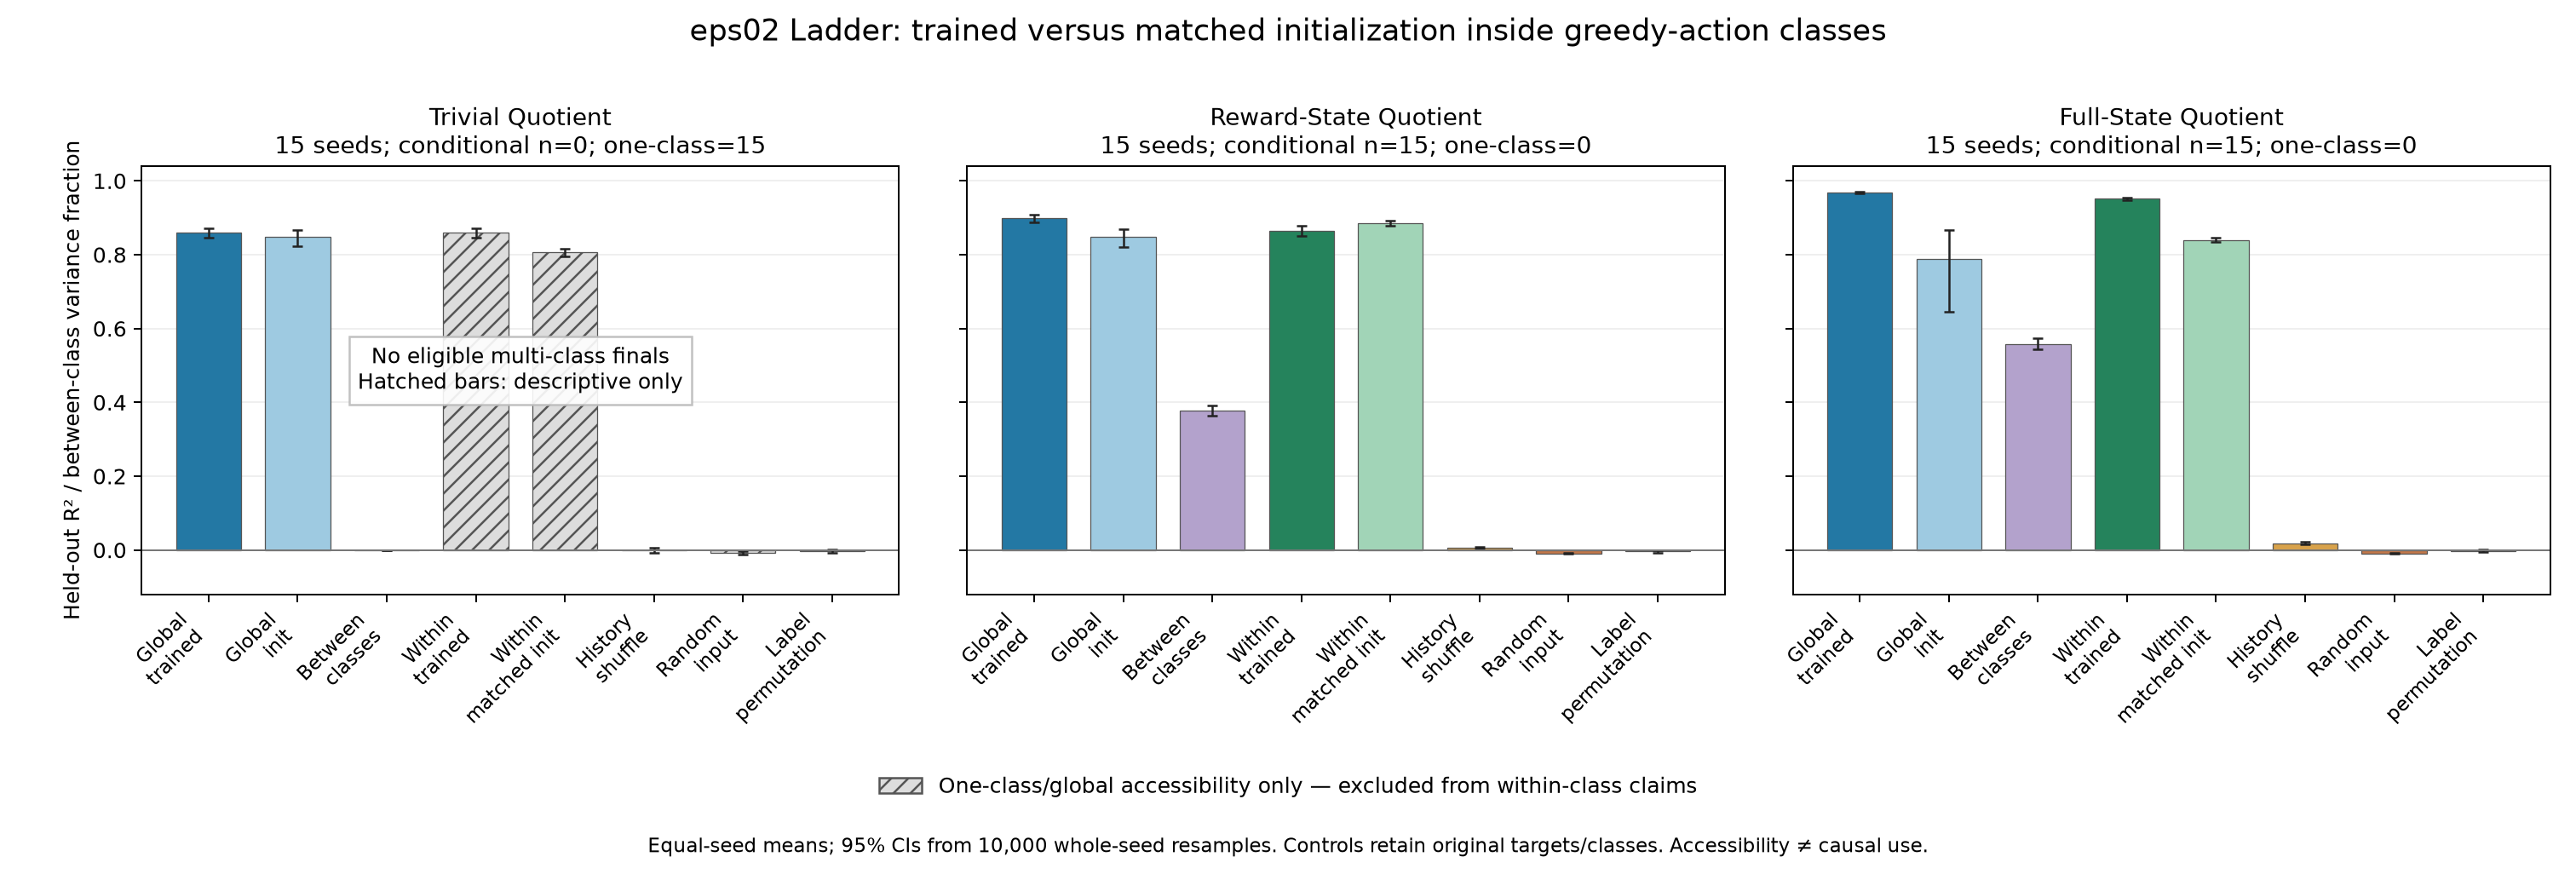 eps02 Ladder: trained versus matched initialization inside greedy-action classes
Trivial Quotient
15 seeds; conditional n=0; one-class=15
Reward-State Quotient
15 seeds; conditional n=15; one-class=0
Full-State Quotient
15 seeds; conditional n=15; one-class=0
Held-out R² / between-class variance fraction
1.0
0.8
0.6
0.4
0.2
0.0
No eligible multi-class finals
Hatched bars: descriptive only
Global
trained
Global
init
Between
classes
Within
trained
Within
matched init
History
shuffle
Random
input
Label
permutation
Global
trained
Global
init
Between
classes
Within
trained
Within
matched init
History
shuffle
Random
input
Label
permutation
Global
trained
Global
init
Between
classes
Within
trained
Within
matched init
History
shuffle
Random
input
Label
permutation
One-class/global accessibility only — excluded from within-class claims
Equal-seed means; 95% CIs from 10,000 whole-seed resamples. Controls retain original targets/classes. Accessibility ≠ causal use.